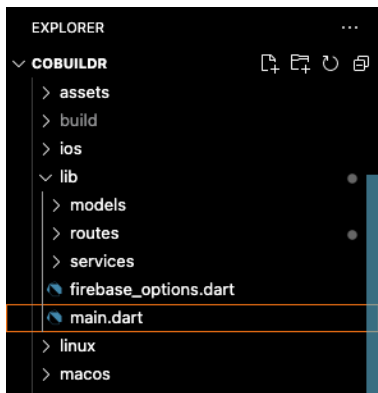 EXPLORER
COBUILDR
assets
build
ios
lib
models
routes
services
firebase_options.dart
main.dart
linux
macos